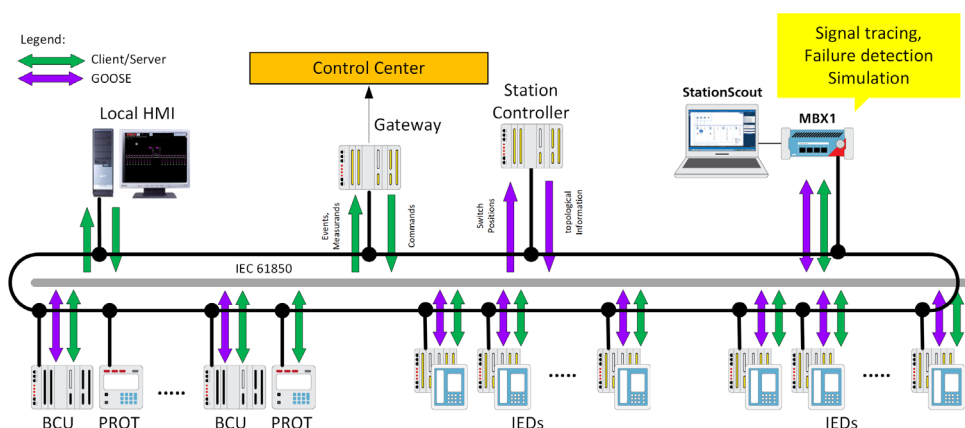 Legend:
Client/Server
GOOSE
Signal tracing,
Failure detection
Simulation
Control Center
Local HMI
Gateway
Station
Controller
StationScout
MBX1
Events,
Measurands
Commands
Switch
Positions
topological
Information
IEC 61850
BCU
PROT
.....
BCU
PROT
.....
IEDs
.....
IEDs